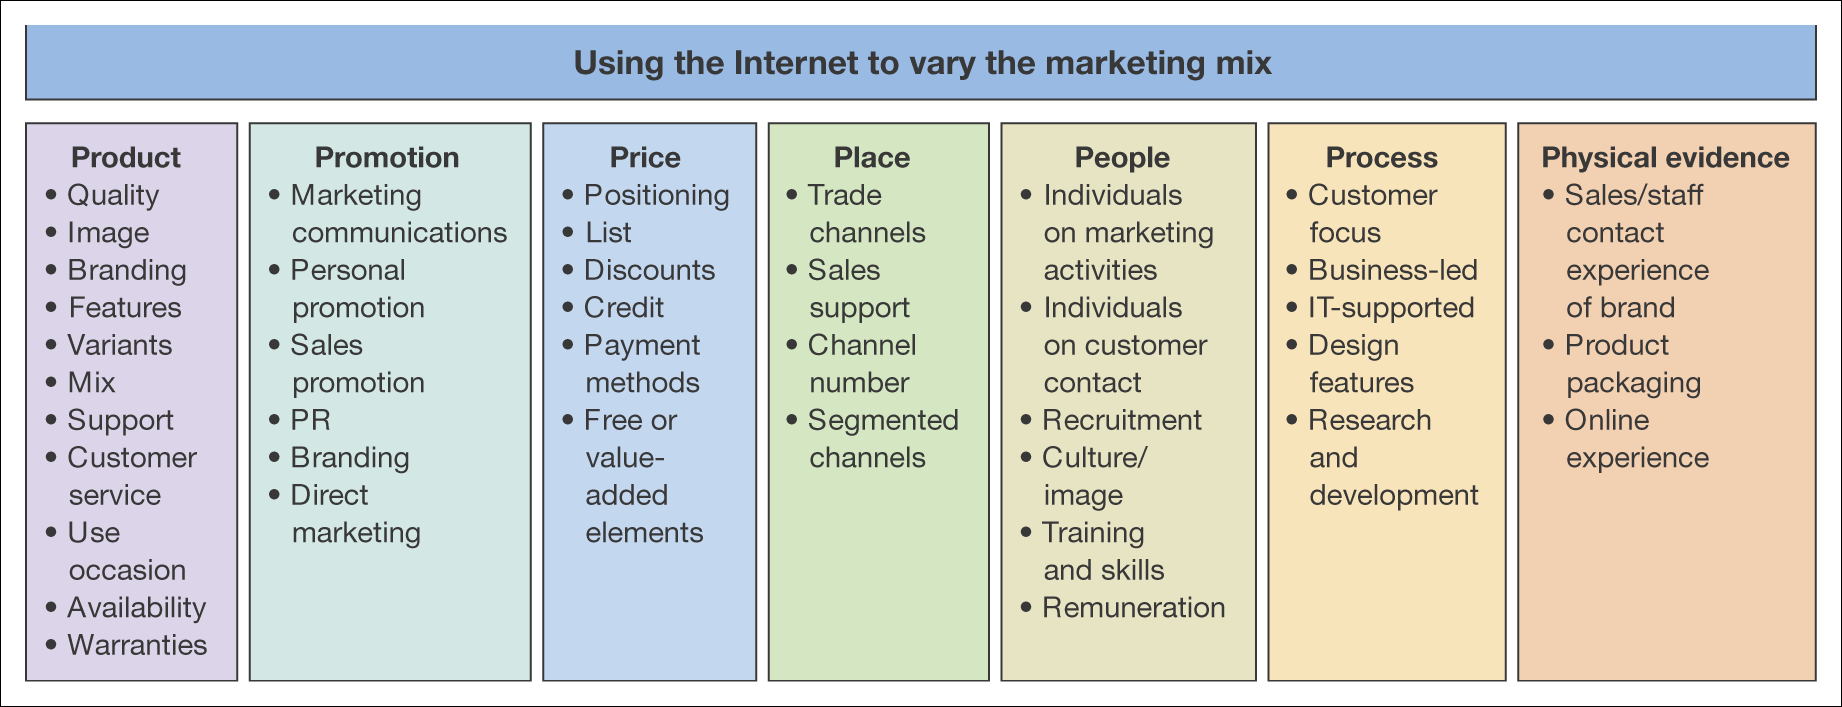 Using the Internet to vary the marketing mix
Product
• Quality
• Image
• Branding
• Features
• Variants
• Mix
• Support
• Customer
service
• Use
occasion
• Availability
• Warranties
Promotion
• Marketing
communications
• Personal
promotion
• Sales
promotion
• PR
• Branding
• Direct
marketing
Price
• Positioning
• List
• Discounts
• Credit
• Payment
methods
• Free or
value-
added
elements
Place
• Trade
channels
• Sales
support
• Channel
number
• Segmented
channels
People
• Individuals
on marketing
activities
• Individuals
on customer
contact
• Recruitment
• Culture/
image
• Training
and skills
• Remuneration
Process
• Customer
focus
• Business-led
• IT-supported
• Design
features
• Research
and
development
Physical evidence
• Sales/staff
contact
experience
of brand
• Product
packaging
• Online
experience